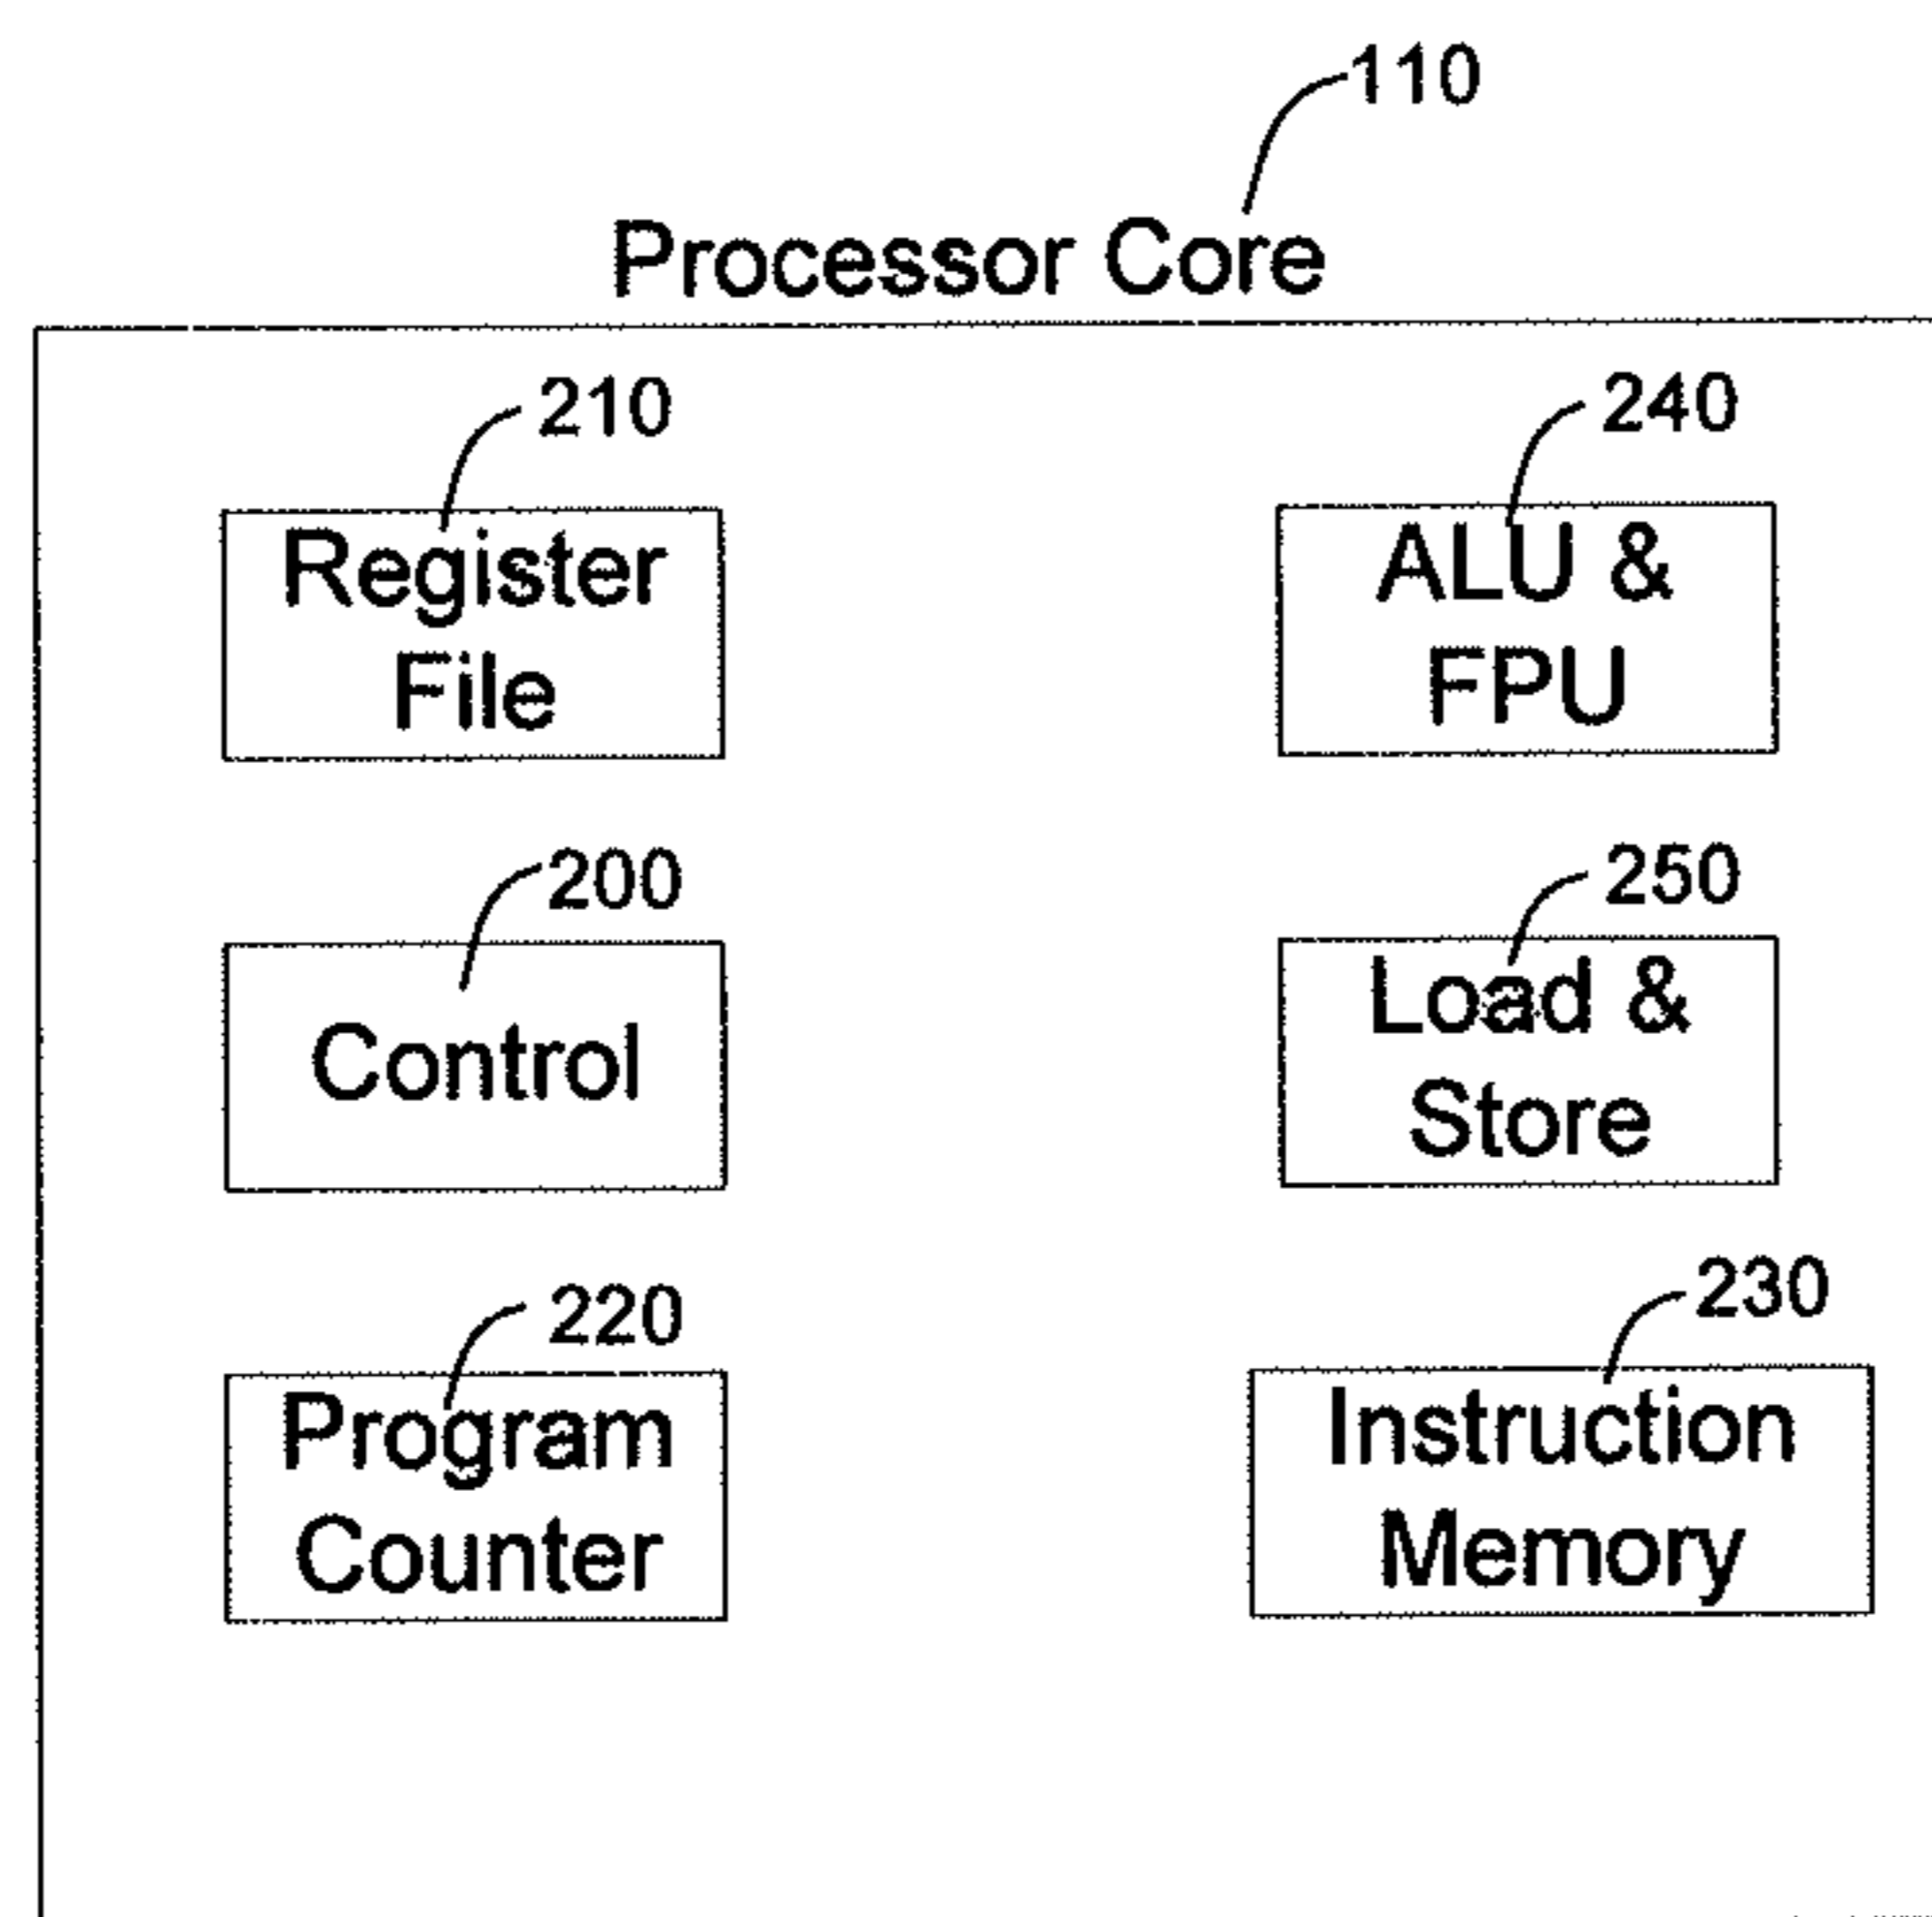 110
Processor Core
210
Register
File
240
ALU &
FPU
200
Control
250
Load &
Store
220
Program
Counter
230
Instruction
Memory